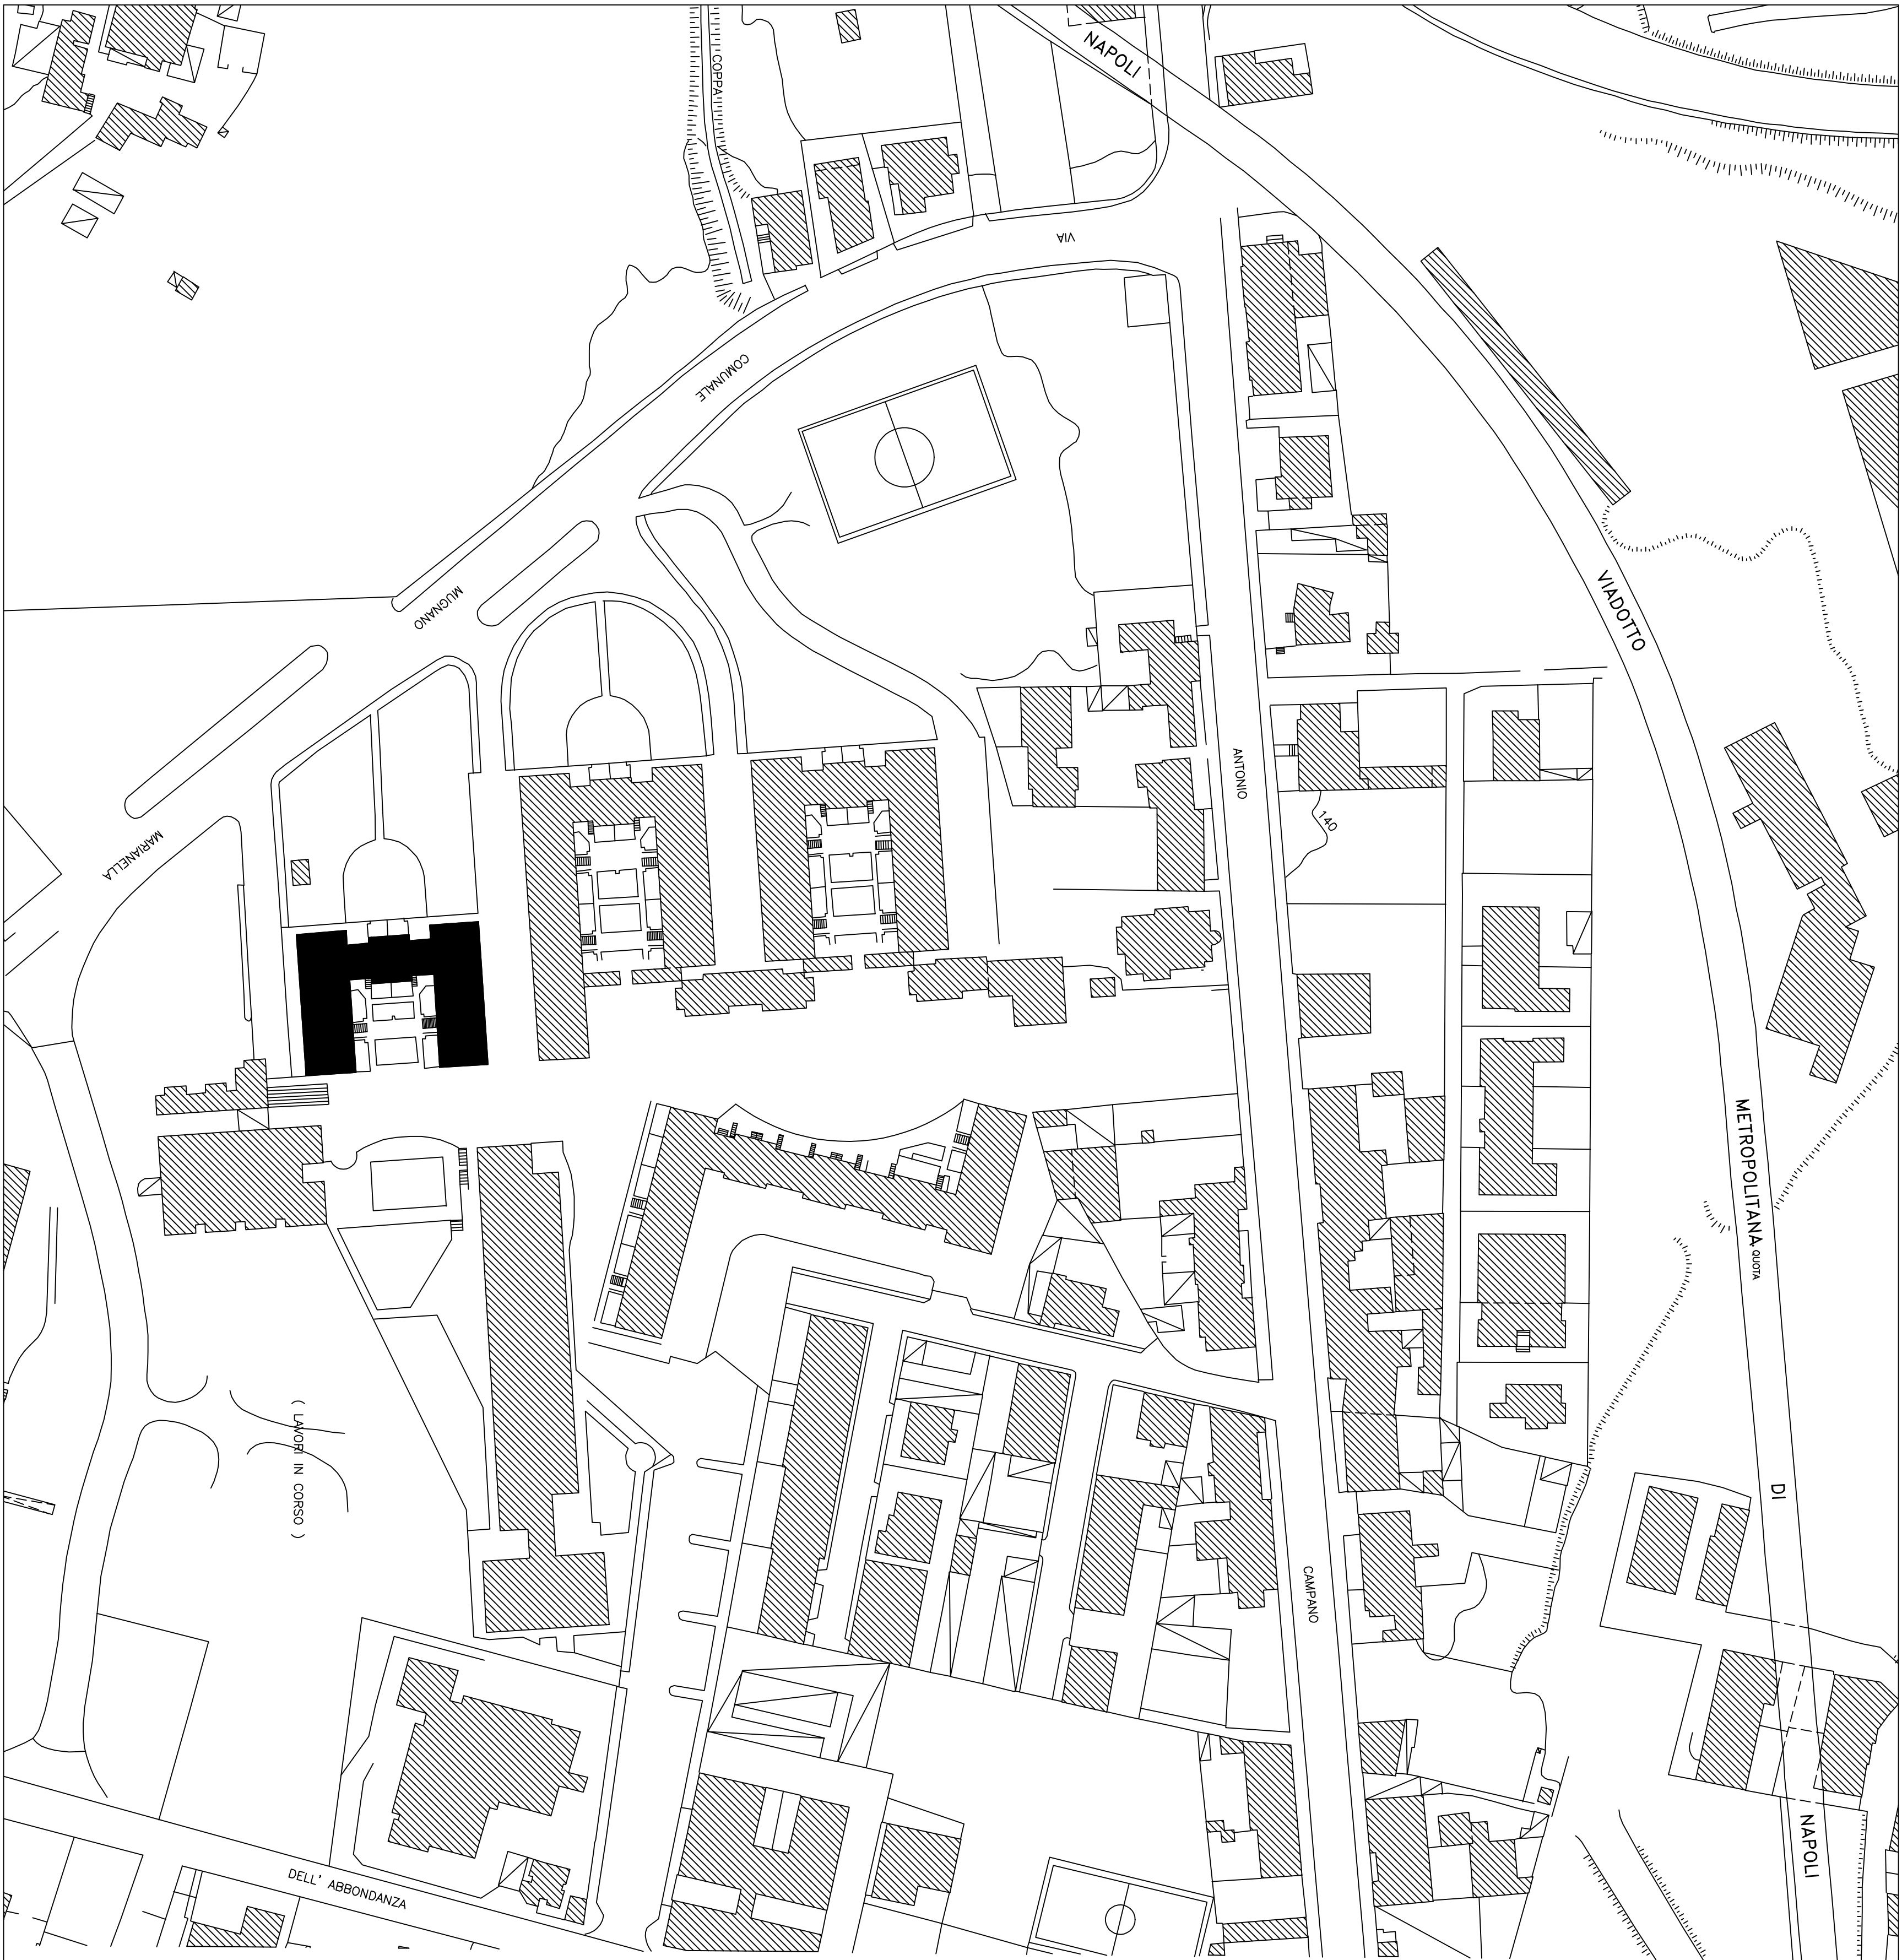 NAPOLI
COPPA
VIA
COMUNALE
MUGNANO
MARIANELLA
VIADOTTO
ANTONIO
140
METROPOLITANA QUOTA
( LAVORI IN CORSO )
DI
CAMPANO
NAPOLI
DELL' ABBONDANZA